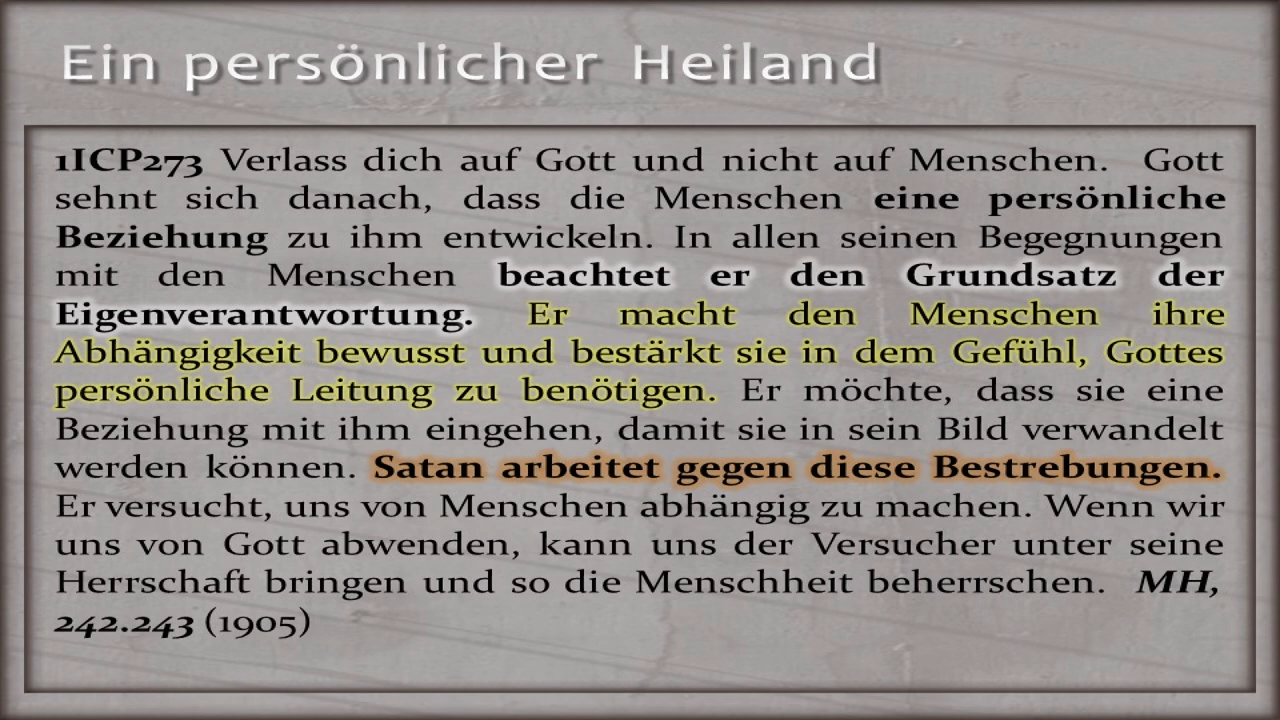 Ein persönlicher Heiland
1ICP273 Verlass dich auf Gott und nicht auf Menschen. Gott
sehnt sich danach, dass die Menschen eine persönliche
Beziehung zu ihm entwickeln. In allen seinen Begegnungen
mit den Menschen beachtet er den Grundsatz der
Eigenverantwortung. Er macht den Menschen ihre
Abhängigkeit bewusst und bestärkt sie in dem Gefühl, Gottes
persönliche Leitung zu benötigen. Er möchte, dass sie eine
Beziehung mit ihm eingehen, damit sie in sein Bild verwandelt
werden können. Satan arbeitet gegen diese Bestrebungen.
Er versucht, uns von Menschen abhängig zu machen. Wenn wir
uns von Gott abwenden, kann uns der Versucher unter seine
Herrschaft bringen und so die Menschheit beherrschen. MH,
242.243 (1905)